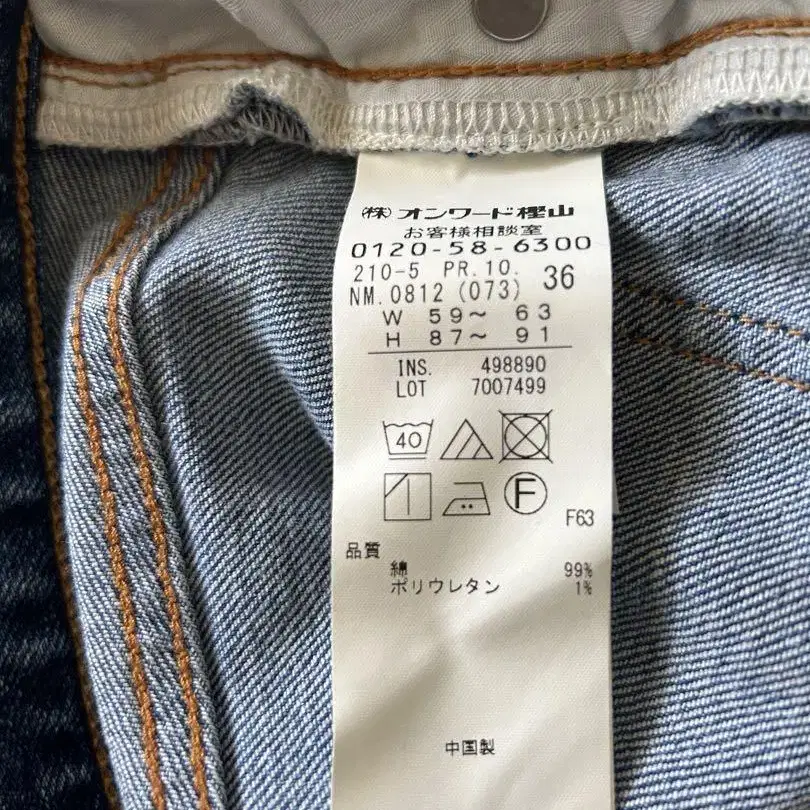 ㈱ オンワード樫山
お客様相談室
0120-58-6300
210-5 PR.10. 36
NM.0812 (073)
W 59〜 63
H 87〜 91
INS. 498890
LOT 7007499
40
F
F63
品質
綿 99%
ポリウレタン 1%
中国製